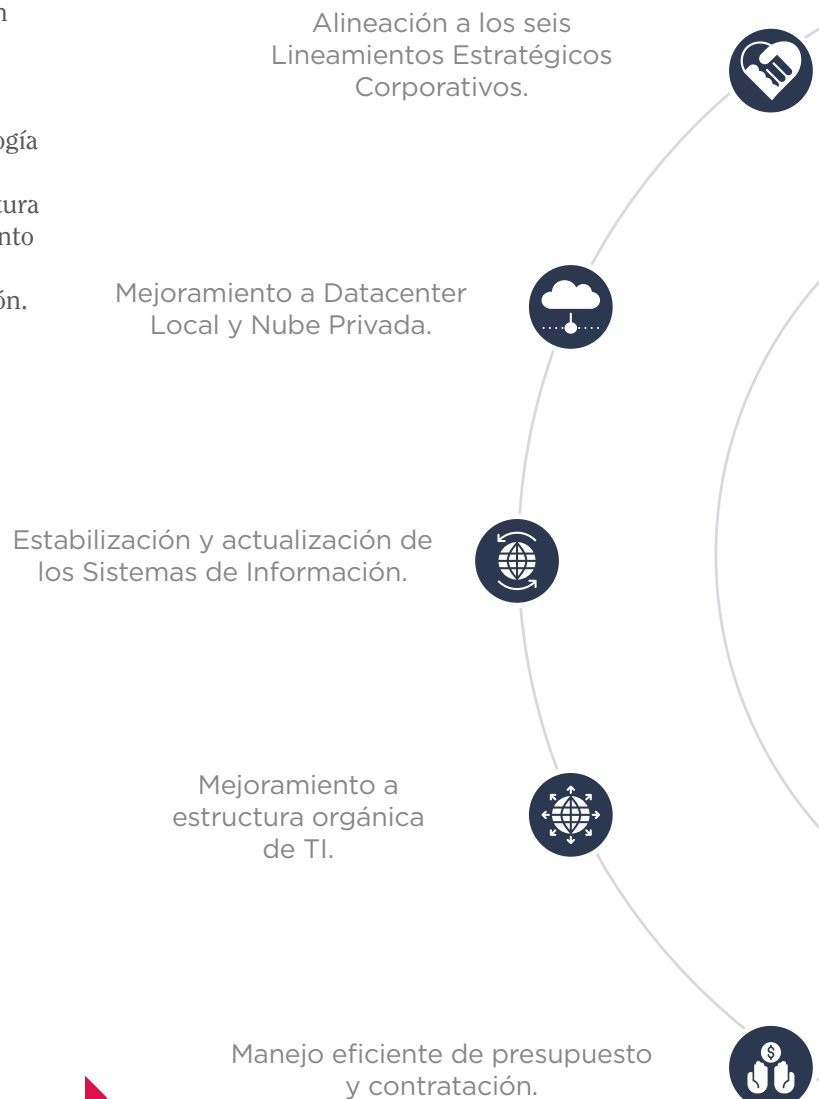 Alineación a los seis
Lineamientos Estratégicos
Corporativos.
ón.
Mejoramiento a Datacenter
Local y Nube Privada.
Estabilización y actualización de
los Sistemas de Información.
Mejoramiento a
estructura orgánica
de TI.
Manejo eficiente de presupuesto
y contratación.
$